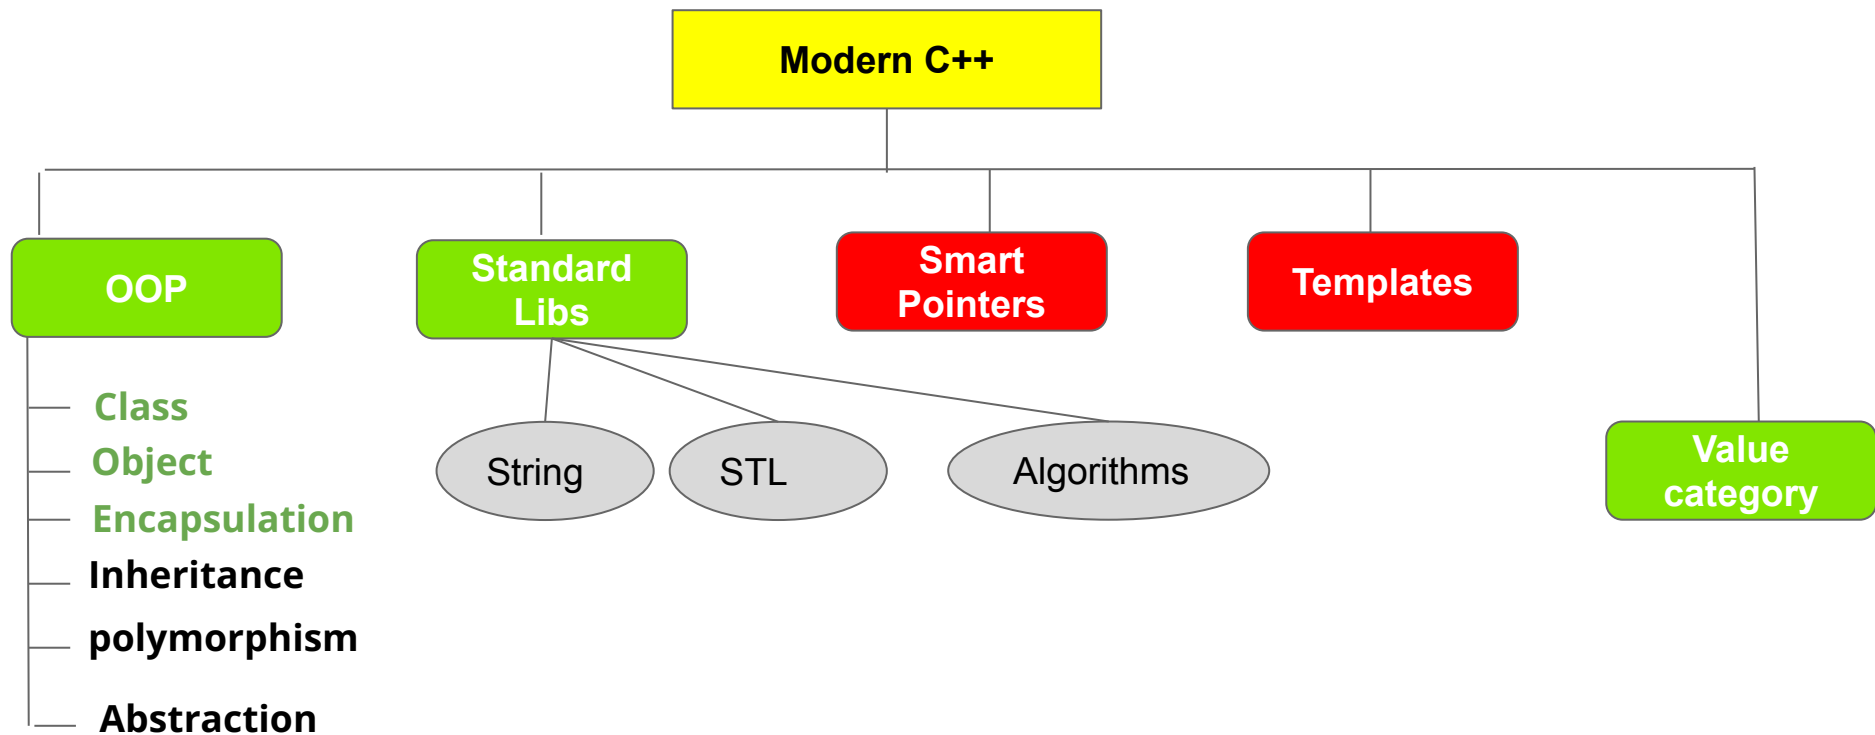 Modern C++
OOP
Standard
Libs
Smart
Pointers
Templates
Value
category
Class
Object
Encapsulation
Inheritance
polymorphism
Abstraction
String
STL
Algorithms